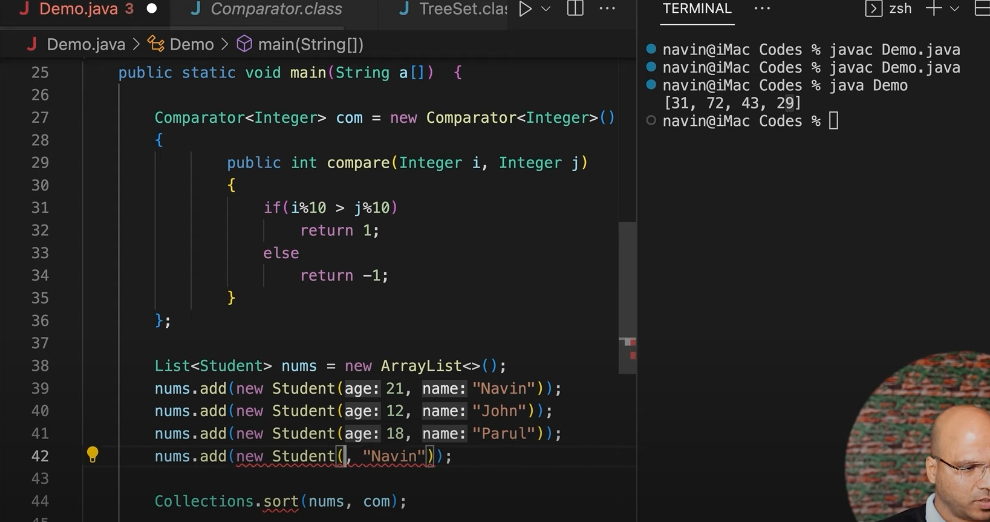 Demo.java 3
Comparator.class
TreeSet.clas
Demo.java > Demo > main(String[])
25 public static void main(String a[]) {
26
27 Comparator<Integer> com = new Comparator<Integer>()
28 {
29 public int compare(Integer i, Integer j)
30 {
31 if(i%10 > j%10)
32 return 1;
33 else
34 return -1;
35 }
36 };
37
38 List<Student> nums = new ArrayList<>();
39 nums.add(new Student(age: 21, name: "Navin"));
40 nums.add(new Student(age: 12, name: "John"));
41 nums.add(new Student(age: 18, name: "Parul"));
42 nums.add(new Student(, "Navin"));
43
44 Collections.sort(nums, com);
TERMINAL ... zsh
navin@iMac Codes % javac Demo.java
navin@iMac Codes % javac Demo.java
navin@iMac Codes % java Demo
[31, 72, 43, 29]
navin@iMac Codes %